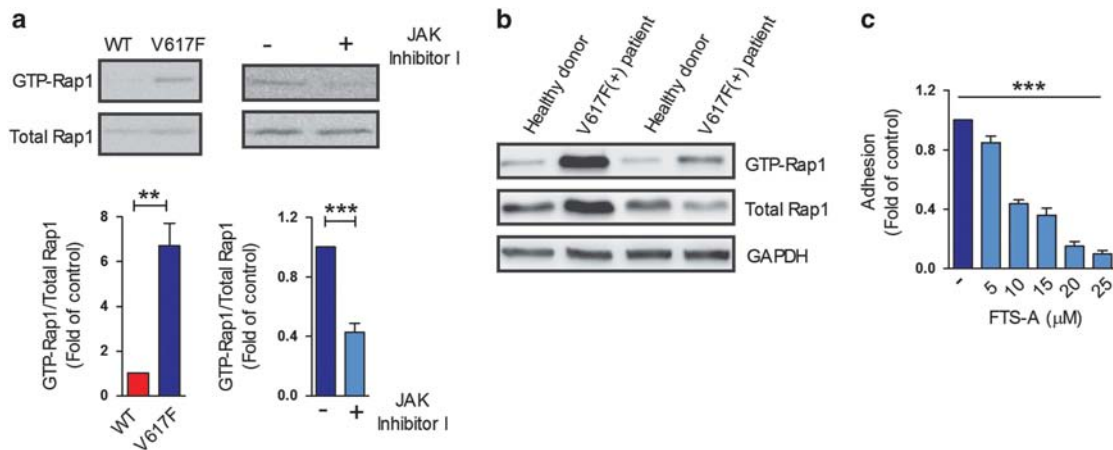 a
WT V617F
- +
JAK
Inhibitor I
GTP-Rap1
Total Rap1
**
GTP-Rap1/Total Rap1
(Fold of control)
8
6
4
2
0
WT
V617F
***
GTP-Rap1/Total Rap1
(Fold of control)
1.2
0.8
0.4
0.0
- +
JAK
Inhibitor I
b
Healthy donor
V617F(+) patient
Healthy donor
V617F(+) patient
GTP-Rap1
Total Rap1
GAPDH
c
***
Adhesion
(Fold of control)
1.2
0.8
0.4
0.0
- 5 10 15 20 25
FTS-A (μM)